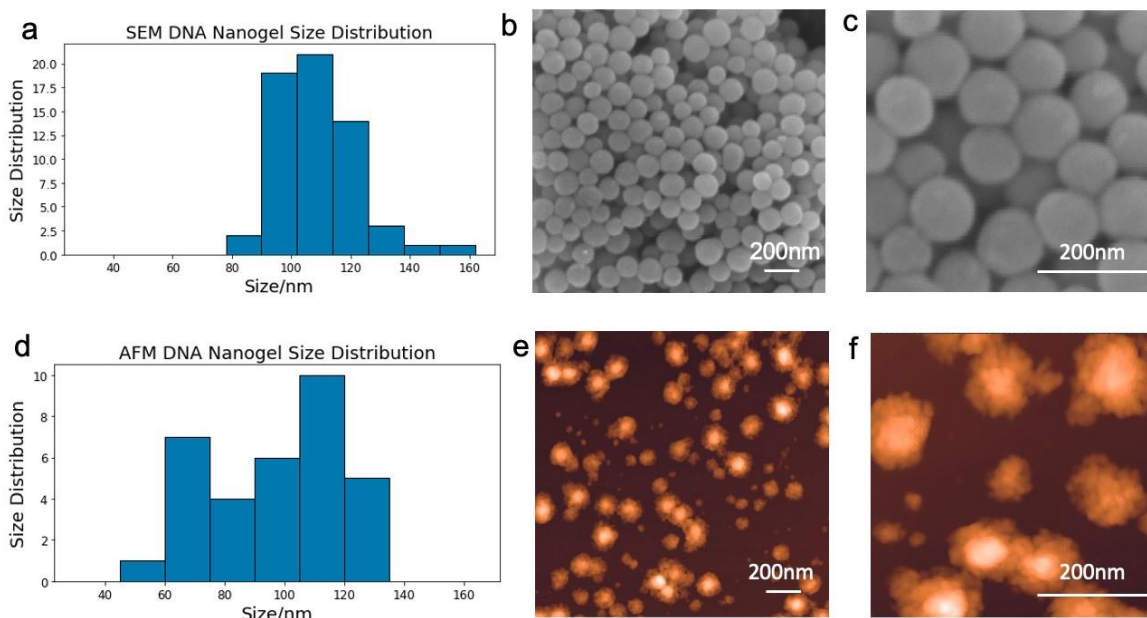 a
SEM DNA Nanogel Size Distribution
Size Distribution
20.0
17.5
15.0
12.5
10.0
7.5
5.0
2.5
0.0
40 60 80 100 120 140 160
Size/nm
b
200nm
c
200nm
d
AFM DNA Nanogel Size Distribution
Size Distribution
10
8
6
4
2
0
40 60 80 100 120 140 160
Size/nm
e
200nm
f
200nm